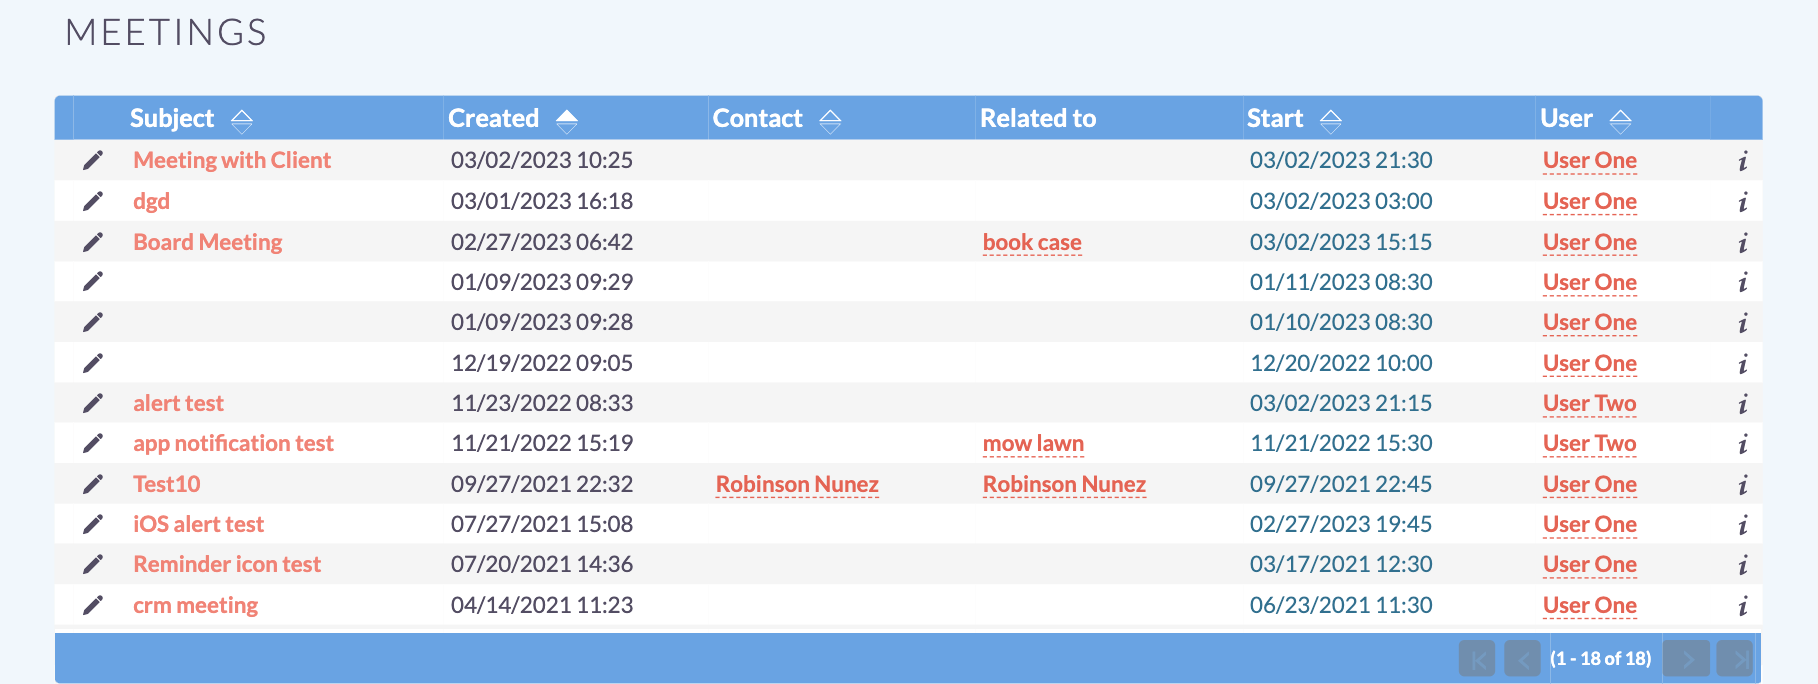 MEETINGS
Subject Created Contact Related to Start User
Meeting with Client 03/02/2023 10:25 03/02/2023 21:30 User One i
dgd 03/01/2023 16:18 03/02/2023 03:00 User One i
Board Meeting 02/27/2023 06:42 book case 03/02/2023 15:15 User One i
01/09/2023 09:29 01/11/2023 08:30 User One i
01/09/2023 09:28 01/10/2023 08:30 User One i
12/19/2022 09:05 12/20/2022 10:00 User One i
alert test 11/23/2022 08:33 03/02/2023 21:15 User Two i
app notification test 11/21/2022 15:19 mow lawn 11/21/2022 15:30 User Two i
Test10 09/27/2021 22:32 Robinson Nunez Robinson Nunez 09/27/2021 22:45 User One i
iOS alert test 07/27/2021 15:08 02/27/2023 19:45 User One i
Reminder icon test 07/20/2021 14:36 03/17/2021 12:30 User One i
crm meeting 04/14/2021 11:23 06/23/2021 11:30 User One i
(1 - 18 of 18)